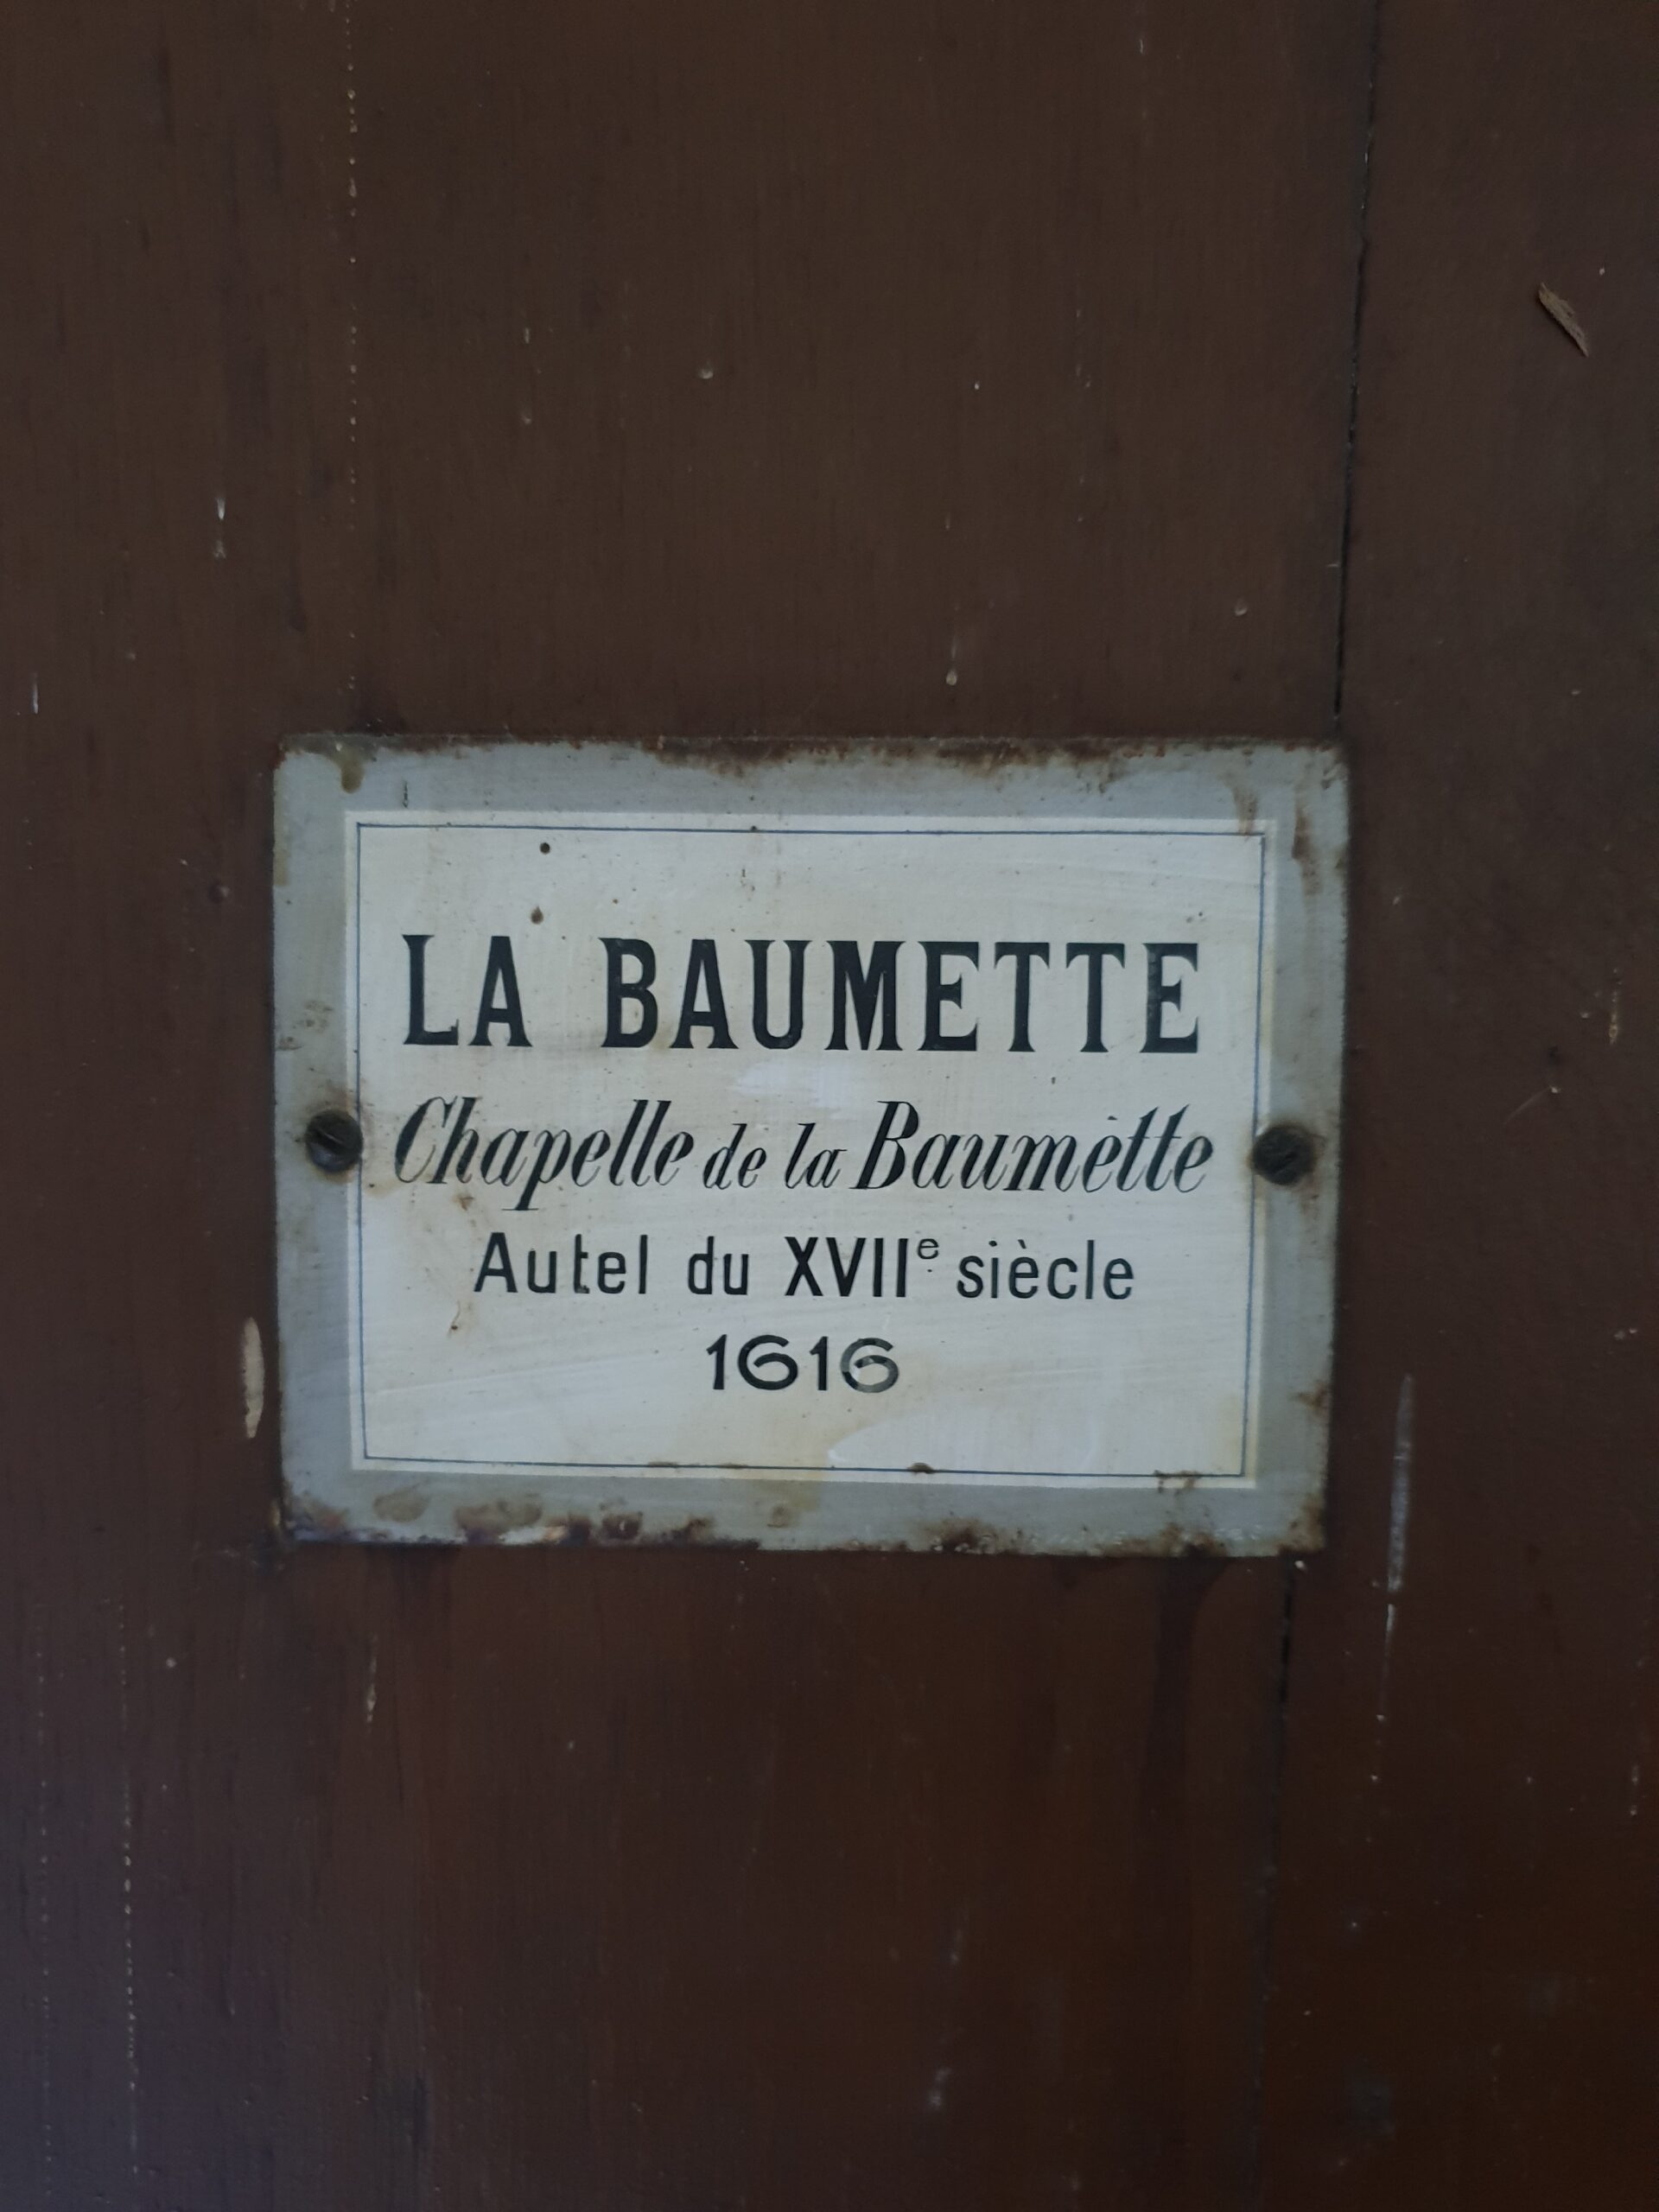 LA BAUMETTE
Chapelle de la Baumette
Autel du XVIIe siècle
1616